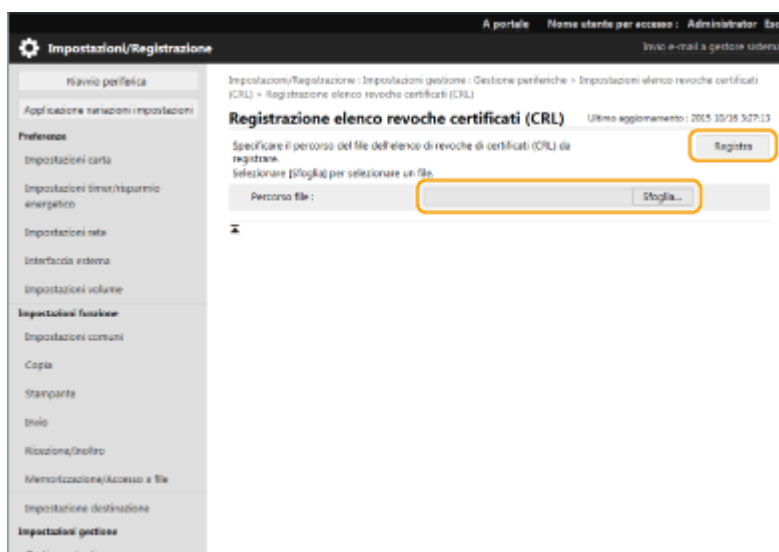 A portale Nome utente per accesso : Administrator Esc
Impostazioni/Registrazione
Invio e-mail a gestore sistema
Riavvio periferica
Applicazione variazioni impostazioni
Preferenze
Impostazioni carta
Impostazioni timer/risparmio
energetico
Impostazioni rete
Interfaccia esterna
Impostazioni volume
Impostazioni funzione
Impostazioni comuni
Copia
Stampante
Invio
Ricezione/Inoltro
Memorizzazione/Accesso a file
Impostazione destinazione
Impostazioni gestione
Impostazioni/Registrazione : Impostazioni gestione : Gestione periferiche > Impostazioni elenco revoche certificati
(CRL) > Registrazione elenco revoche certificati (CRL)
Registrazione elenco revoche certificati (CRL)
Ultimo aggiornamento : 2015 10/16 3:27:13
Specificare il percorso del file dell'elenco di revoche di certificati (CRL) da
registrare.
Selezionare [Sfoglia] per selezionare un file.
Registra
Percorso file :
Sfoglia...